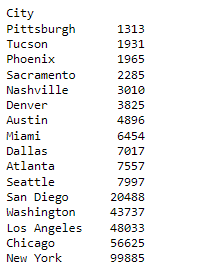 City
Pittsburgh 1313
Tucson 1931
Phoenix 1965
Sacramento 2285
Nashville 3010
Denver 3825
Austin 4896
Miami 6454
Dallas 7017
Atlanta 7557
Seattle 7997
San Diego 20488
Washington 43737
Los Angeles 48033
Chicago 56625
New York 99885